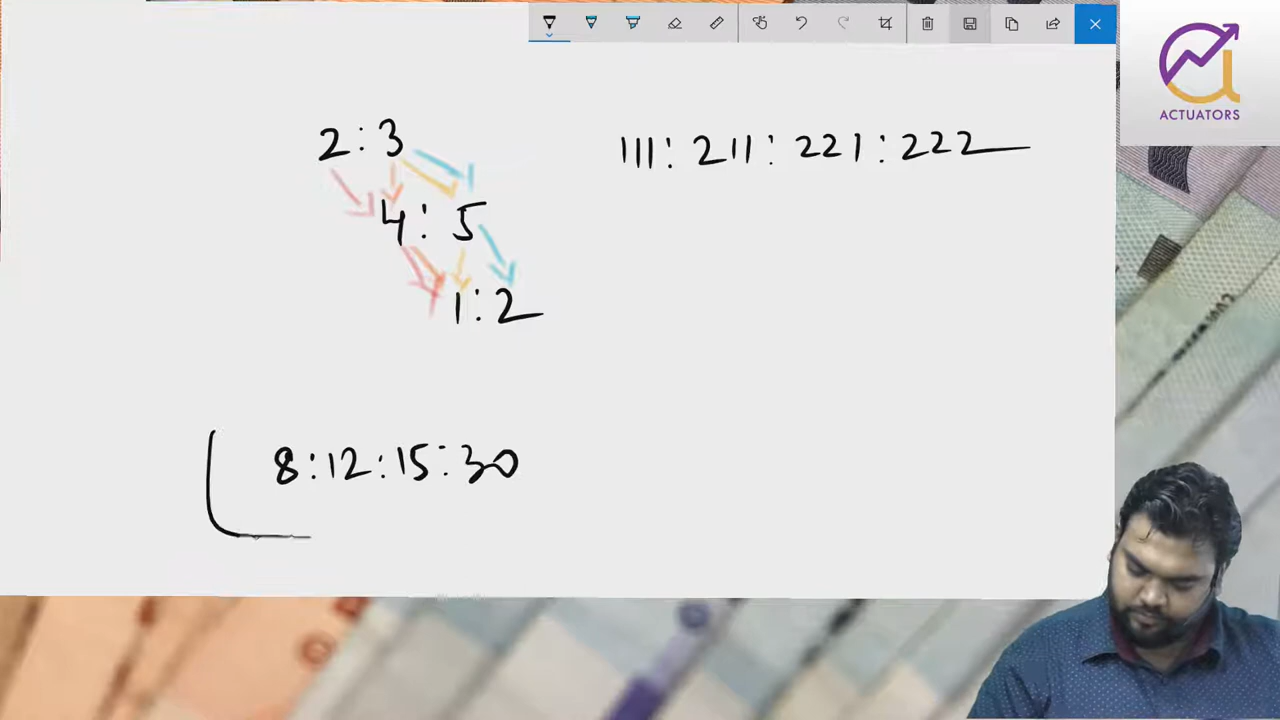 2 : 3
111 : 211 : 221 : 222
4 : 5
1 : 2
8 : 12 : 15 : 30
ACTUATORS